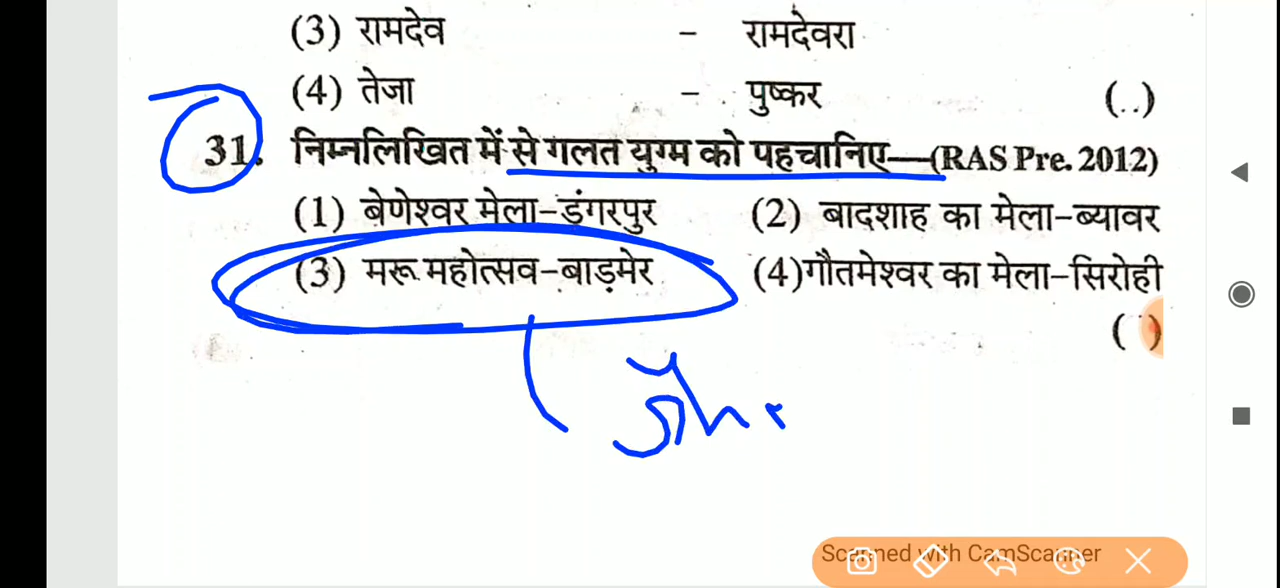 (3) रामदेव - रामदेवरा
(4) तेजा - पुष्कर (..)
31. निम्नलिखित में से गलत युग्म को पहचानिए—(RAS Pre. 2012)
(1) बेणेश्वर मेला-डंगरपुर (2) बादशाह का मेला-ब्यावर
(3) मरू महोत्सव-बाड़मेर (4)गौतमेश्वर का मेला-सिरोही
( )
Scanned with CamScanner